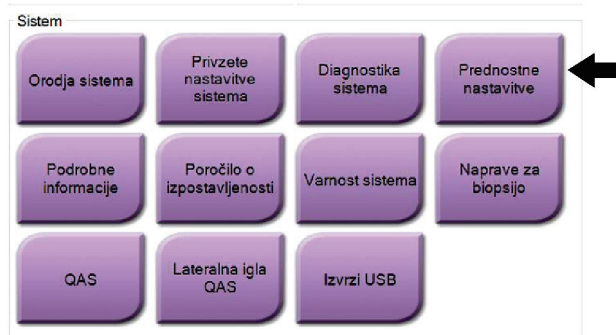 Sistem
Orodja sistema
Privzete
nastavitve
sistema
Diagnostika
sistema
Prednostne
nastavitve
Podrobne
informacije
Poročilo o
izpostavljenosti
Varnost sistema
Naprave za
biopsijo
QAS
Lateralna igla
QAS
Izvrzi USB